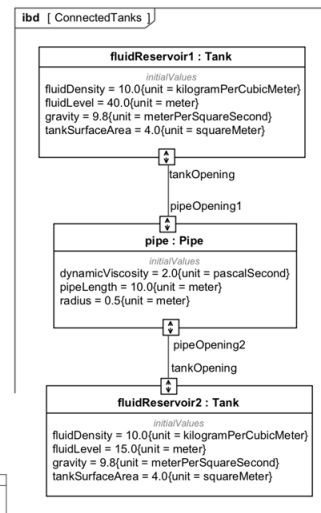 ibd [ ConnectedTanks ]
fluidReservoir1 : Tank
initialValues
fluidDensity = 10.0{unit = kilogramPerCubicMeter}
fluidLevel = 40.0{unit = meter}
gravity = 9.8{unit = meterPerSquareSecond}
tankSurfaceArea = 4.0{unit = squareMeter}
tankOpening
pipeOpening1
pipe : Pipe
initialValues
dynamicViscosity = 2.0{unit = pascalSecond}
pipeLength = 10.0{unit = meter}
radius = 0.5{unit = meter}
pipeOpening2
tankOpening
fluidReservoir2 : Tank
initialValues
fluidDensity = 10.0{unit = kilogramPerCubicMeter}
fluidLevel = 15.0{unit = meter}
gravity = 9.8{unit = meterPerSquareSecond}
tankSurfaceArea = 4.0{unit = squareMeter}